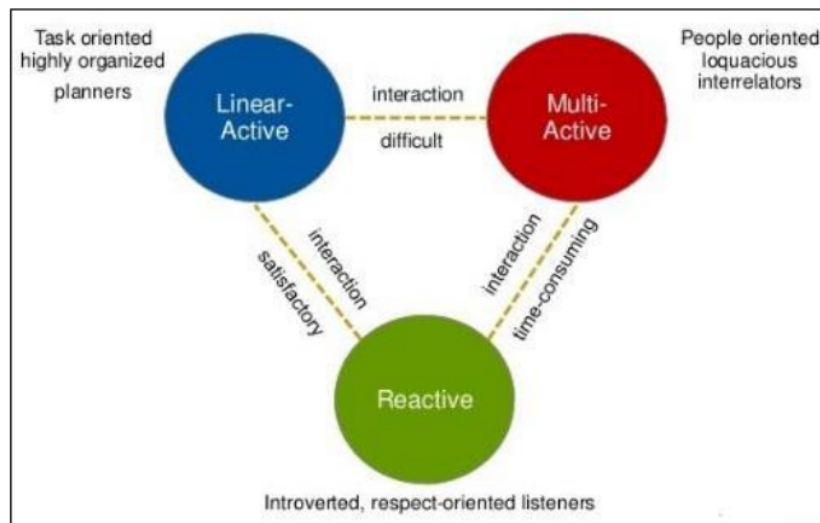 Task oriented
highly organized
planners
Linear-
Active
interaction
difficult
Multi-
Active
People oriented
loquacious
interrelators
interaction
satisfactory
interaction
time-consuming
Reactive
Introverted, respect-oriented listeners